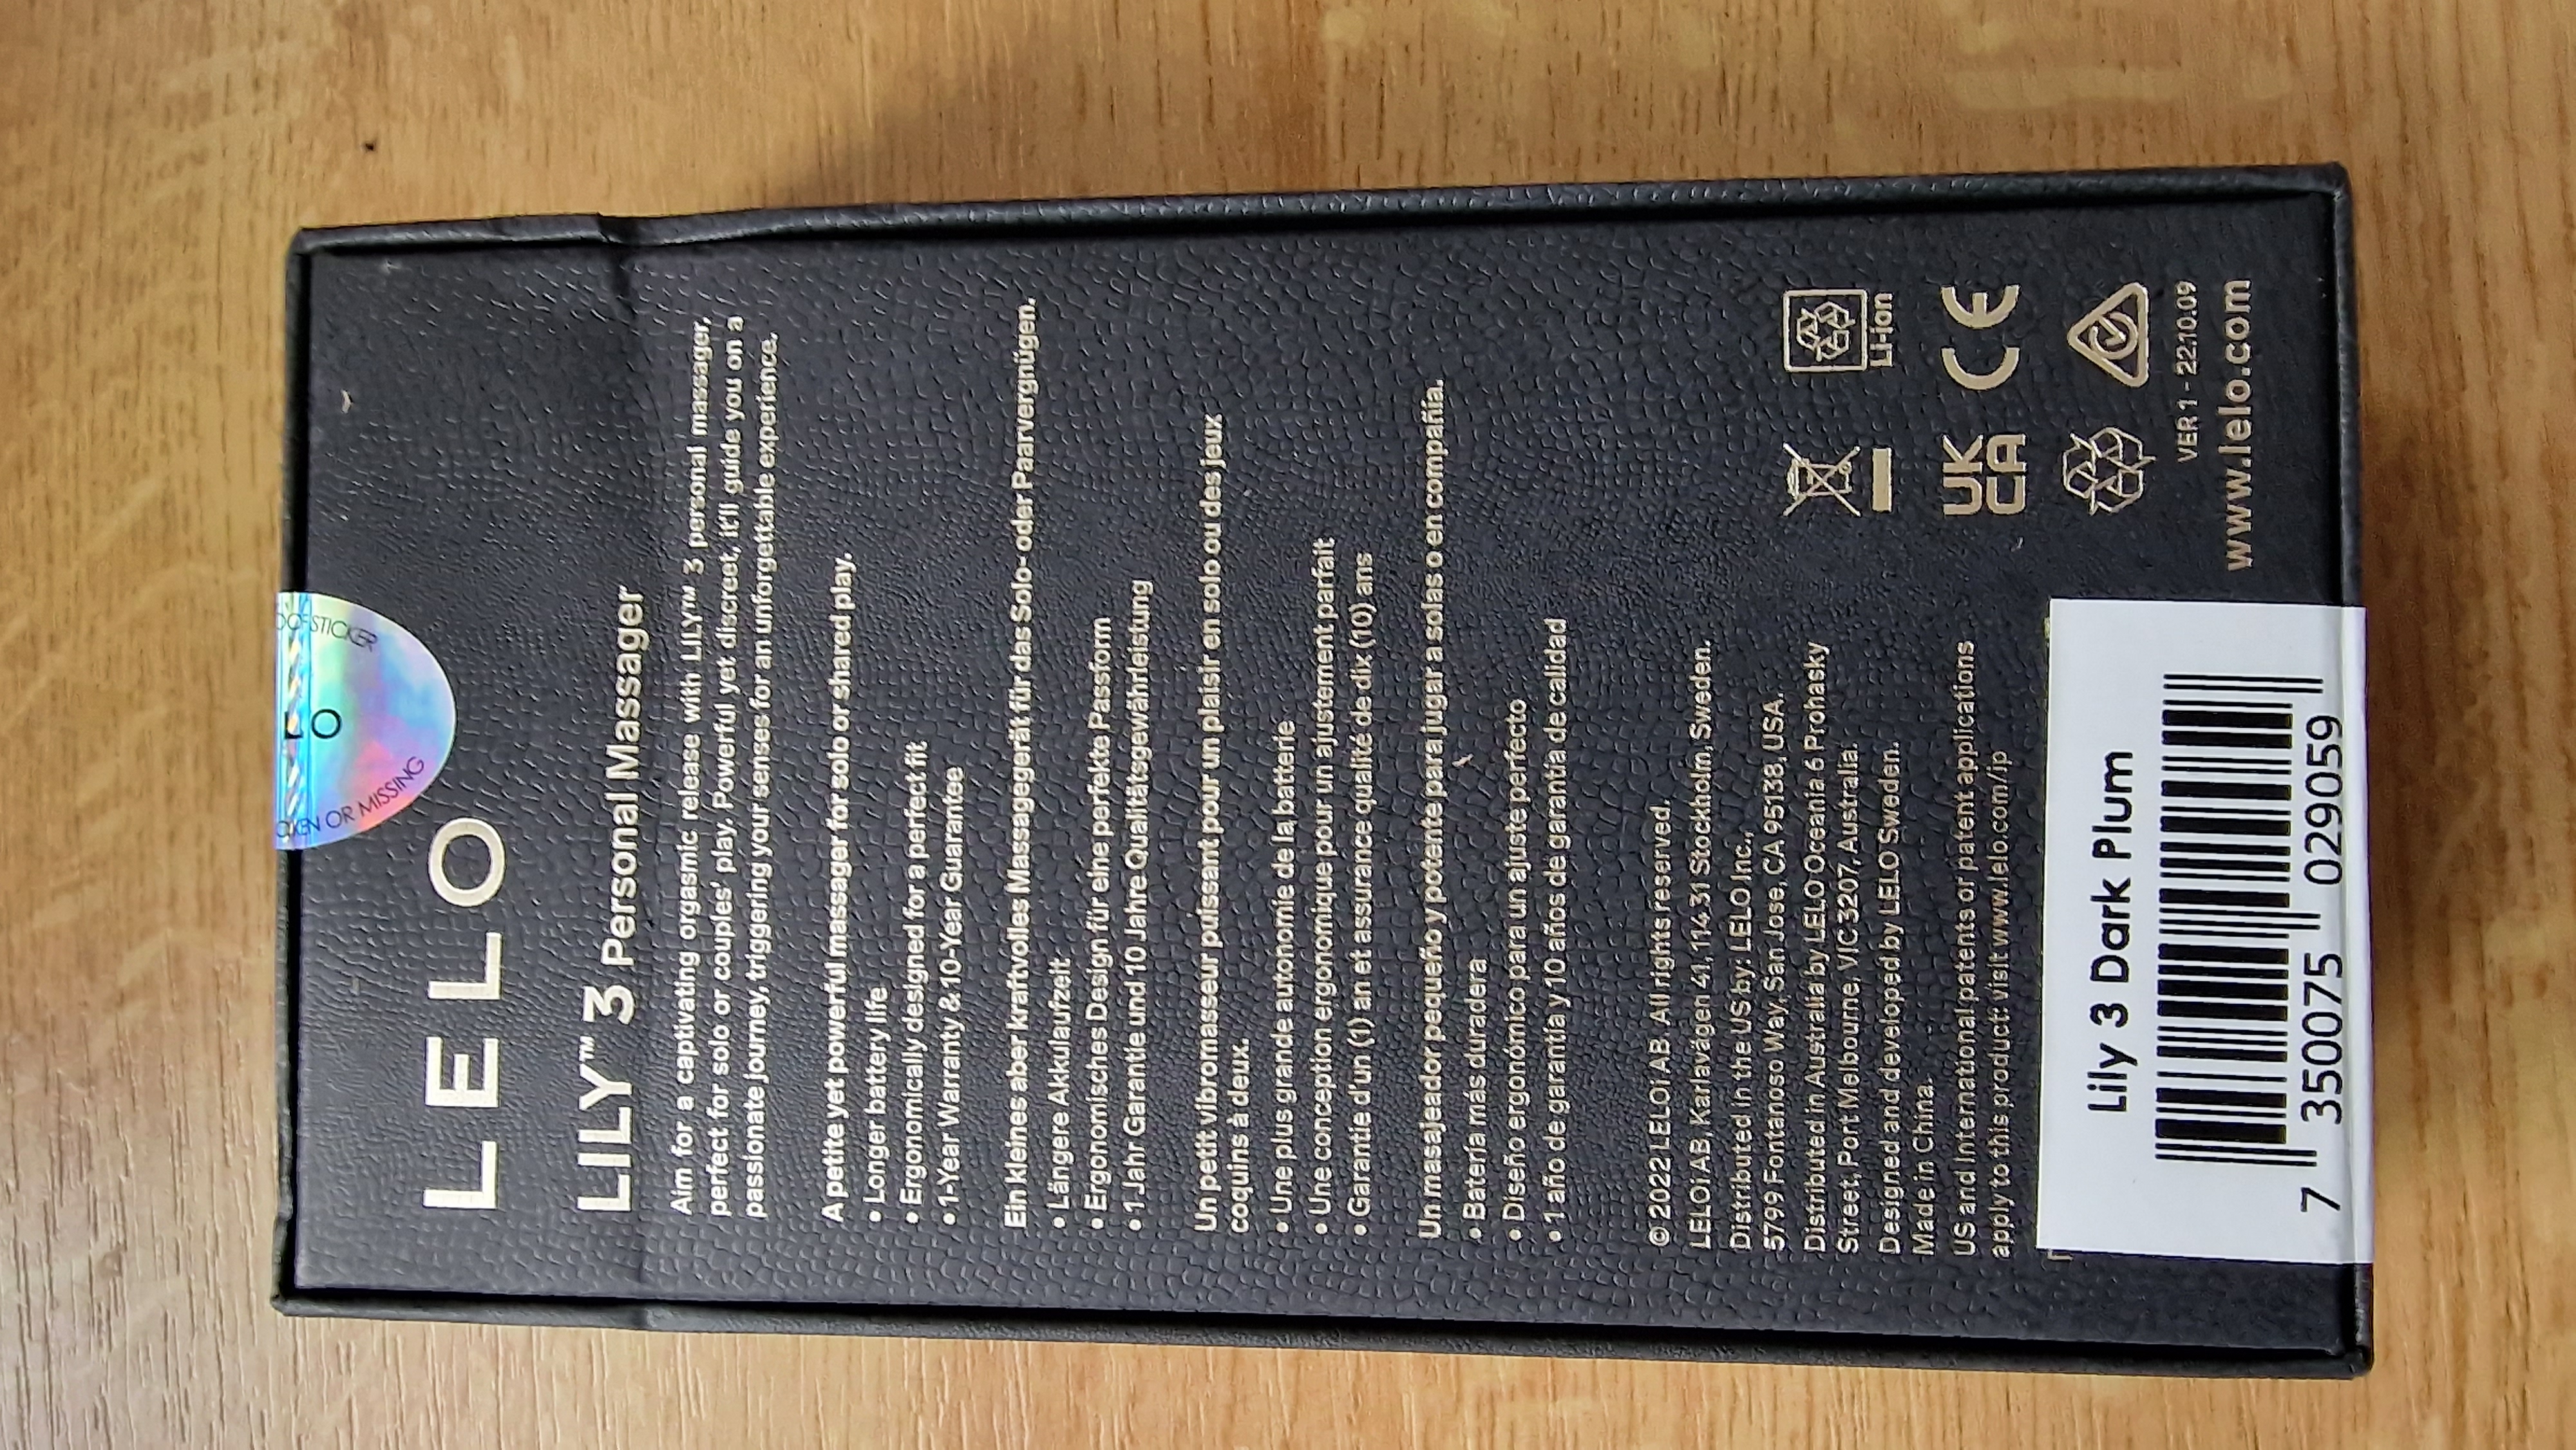 OOF STICKER
LO
OKEN OR MISSING
LELO
LILY™ 3 Personal Massager
Aim for a captivating orgasmic release with LILY™ 3 personal massager,
perfect for solo or couples' play. Powerful yet discreet, it'll guide you on a
passionate journey, triggering your senses for an unforgetable experience.
A petite yet powerful massager for solo or shared play.
• Longer battery life
• Ergonomically designed for a perfect fit
• 1-Year Warranty & 10-Year Guarantee
Ein kleines aber kraftvolles Massagegerät für das Solo- oder Paarvergnügen.
• Längere Akkulaufzeit
• Ergonomisches Design für eine perfekte Passform
• 1 Jahr Garantie und 10 Jahre Qualitätsgewährleistung
Un petit vibromasseur puissant pour un plaisir en solo ou des jeux
coquins à deux.
• Une plus grande autonomie de la batterie
• Une conception ergonomique pour un ajustement parfait
• Garantie d'un (1) an et assurance qualité de dix (10) ans
Un masajeador pequeño y potente para jugar a solas o en compañía.
• Batería más duradera
• Diseño ergonómico para un ajuste perfecto
• 1 año de garantía y 10 años de garantía de calidad
© 2022 LELOi AB. All rights reserved.
LELOi AB, Karlavägen 41, 114 31 Stockholm, Sweden.
Distributed in the US by: LELO Inc.,
5799 Fontanoso Way, San Jose, CA 95138, USA.
Distributed in Australia by LELO Oceania 6 Prohasky
Street, Port Melbourne, VIC 3207, Australia.
Designed and developed by LELO Sweden.
Made in China.
US and International patents or patent applications
apply to this product: visit www.lelo.com/ip
Li-ion
UK
CA
CE
VER 1 - 22.10.09
www.lelo.com
Lily 3 Dark Plum
7 350075 029059